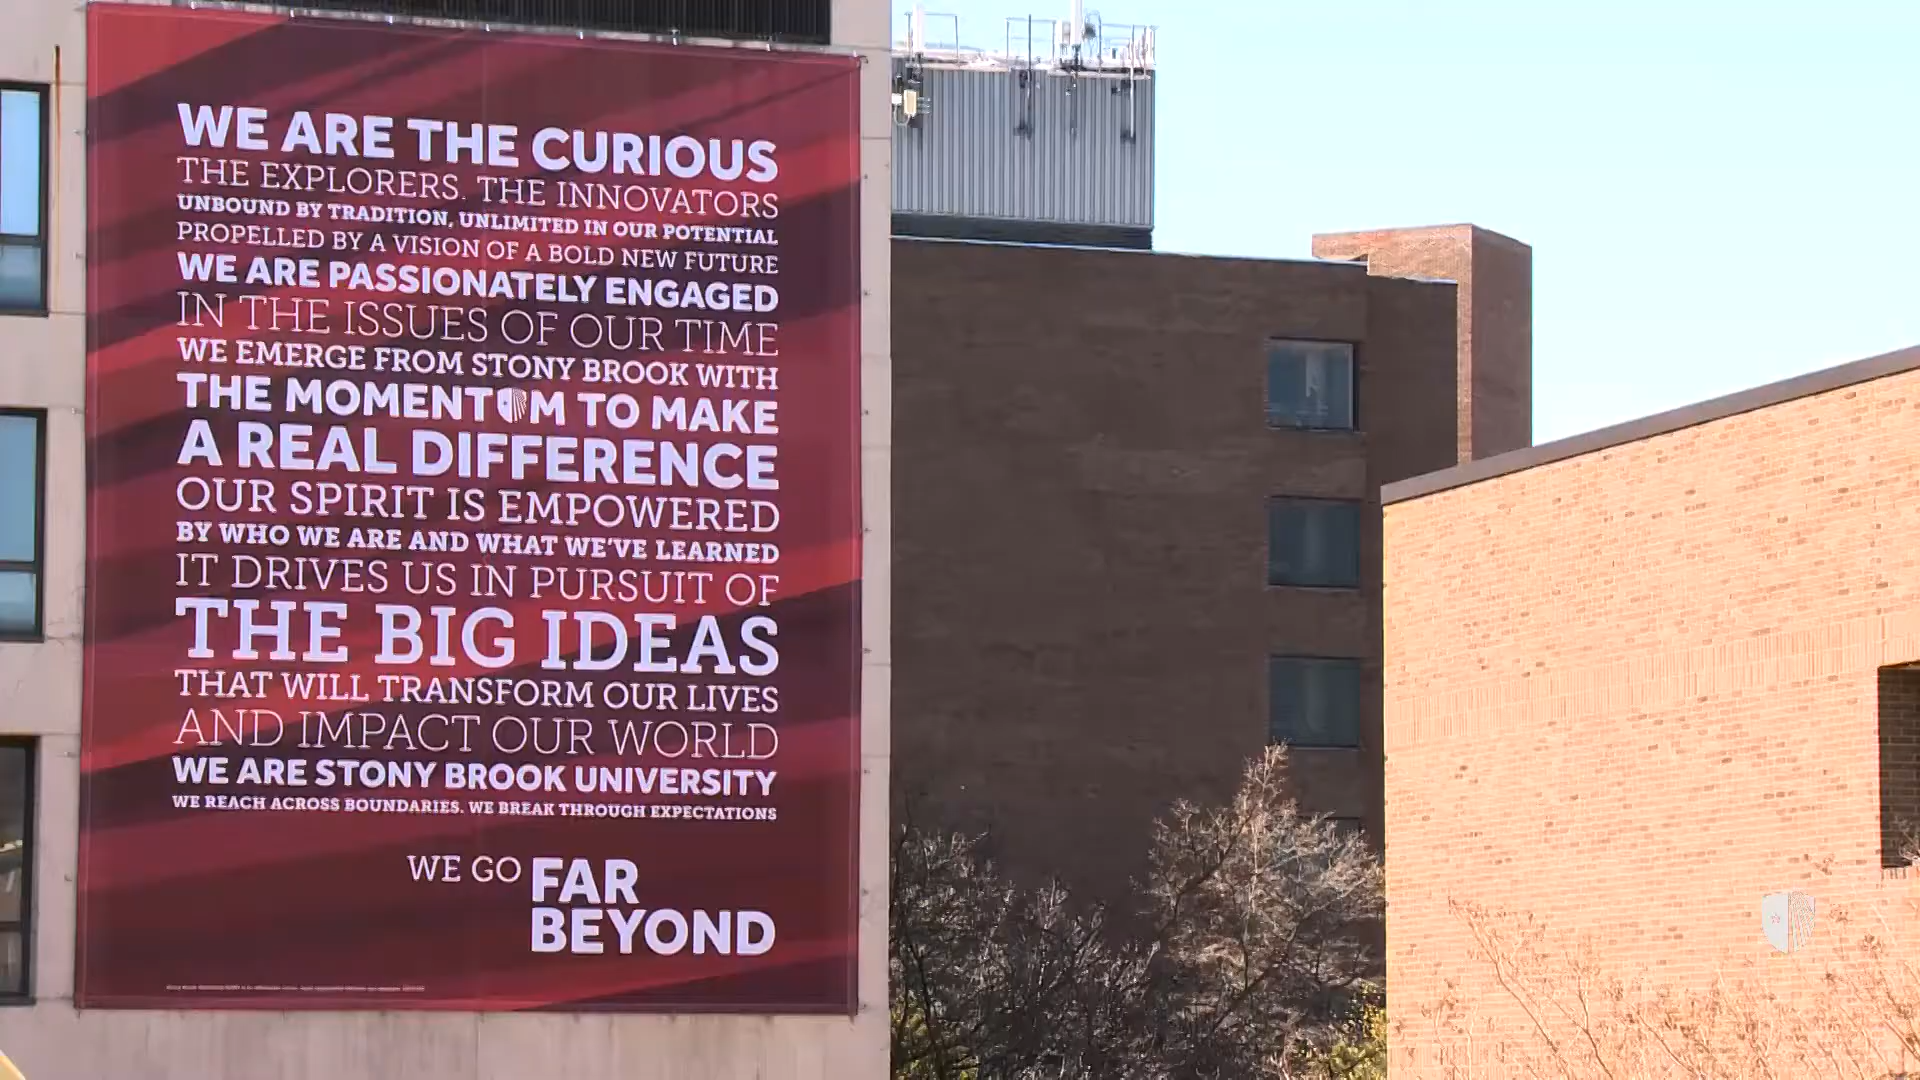 WE ARE THE CURIOUS
THE EXPLORERS. THE INNOVATORS
UNBOUND BY TRADITION, UNLIMITED IN OUR POTENTIAL
PROPELLED BY A VISION OF A BOLD NEW FUTURE
WE ARE PASSIONATELY ENGAGED
IN THE ISSUES OF OUR TIME
WE EMERGE FROM STONY BROOK WITH
THE MOMENTUM TO MAKE
A REAL DIFFERENCE
OUR SPIRIT IS EMPOWERED
BY WHO WE ARE AND WHAT WE'VE LEARNED
IT DRIVES US IN PURSUIT OF
THE BIG IDEAS
THAT WILL TRANSFORM OUR LIVES
AND IMPACT OUR WORLD
WE ARE STONY BROOK UNIVERSITY
WE REACH ACROSS BOUNDARIES. WE BREAK THROUGH EXPECTATIONS
WE GO FAR
BEYOND